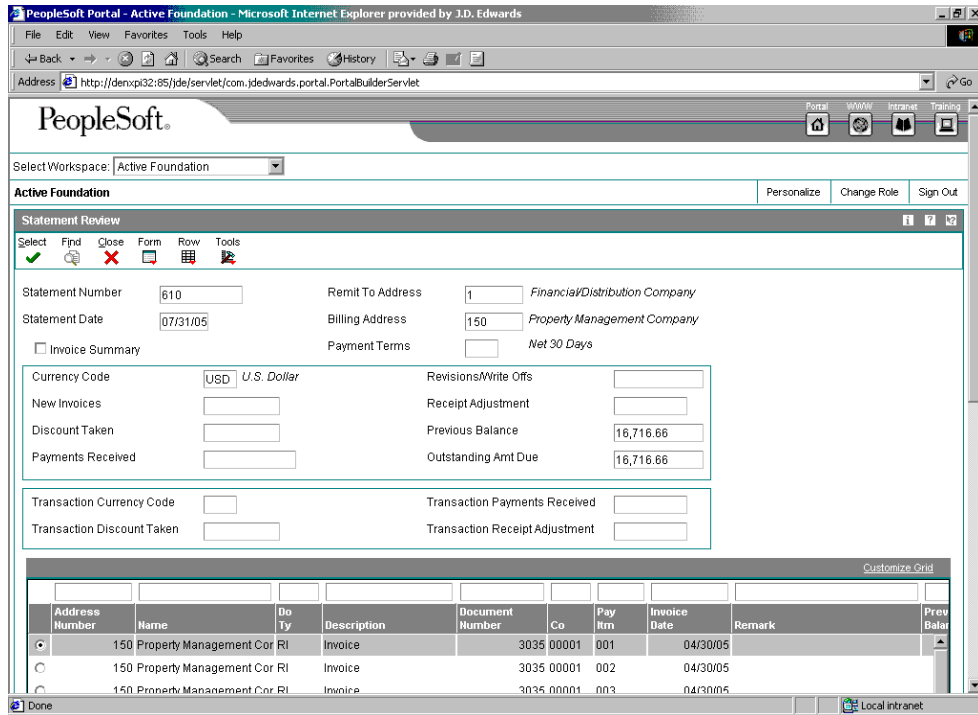 PeopleSoft Portal - Active Foundation - Microsoft Internet Explorer provided by J.D. Edwards
File Edit View Favorites Tools Help
Back Search Favorites History
Address http://denxpi32:85/jde/servlet/com.jdedwards.portal.PortalBuilderServlet Go
PeopleSoft. Portal WWW Intranet Training
Select Workspace: Active Foundation
Active Foundation Personalize Change Role Sign Out
Statement Review
Select Find Close Form Row Tools
Statement Number 610 Remit To Address 1 Financial/Distribution Company
Statement Date 07/31/05 Billing Address 150 Property Management Company
Invoice Summary Payment Terms Net 30 Days
Currency Code USD U.S. Dollar Revisions/Write Offs
New Invoices Receipt Adjustment
Discount Taken Previous Balance 16,716.66
Payments Received Outstanding Amt Due 16,716.66
Transaction Currency Code Transaction Payments Received
Transaction Discount Taken Transaction Receipt Adjustment
Customize Grid
Address Do Document Pay Invoice Prev
Number Name Ty Description Number Co Itm Date Remark Balan
150 Property Management Cor RI Invoice 3035 00001 001 04/30/05
150 Property Management Cor RI Invoice 3035 00001 002 04/30/05
150 Property Management Cor RI Invoice 3035 00001 003 04/30/05
Done Local intranet